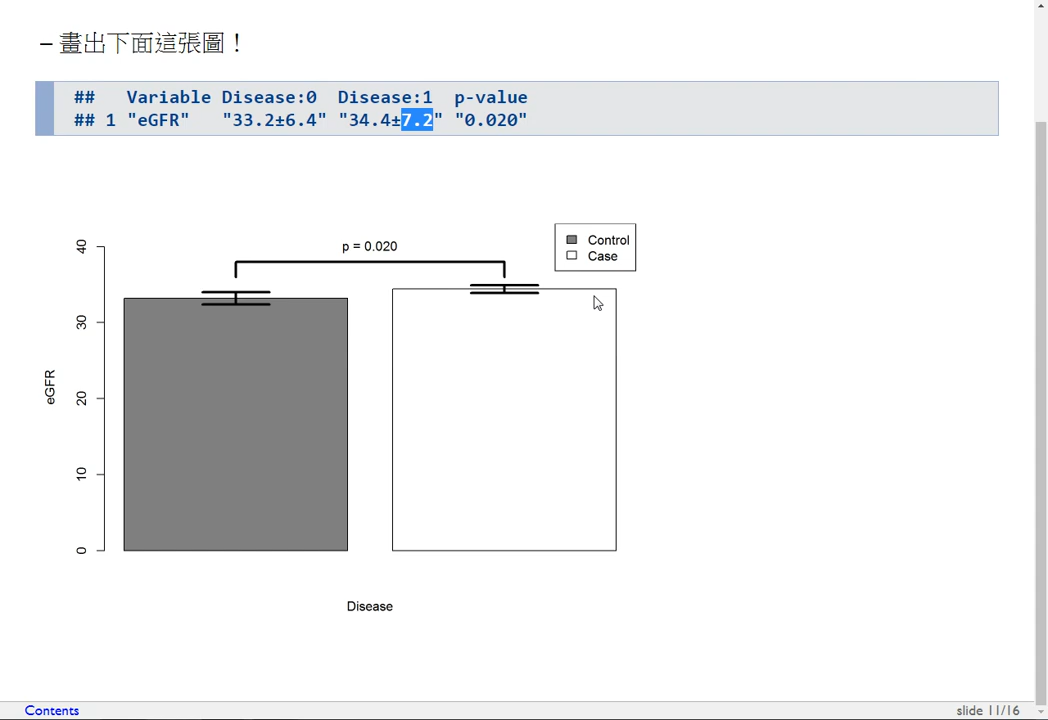 – 畫出下面這張圖！
##   Variable Disease:0  Disease:1  p-value
## 1 "eGFR"   "33.2±6.4" "34.4±7.2" "0.020"
p = 0.020
Control
Case
40
30
20
10
0
eGFR
Disease
Contents
slide 11/16